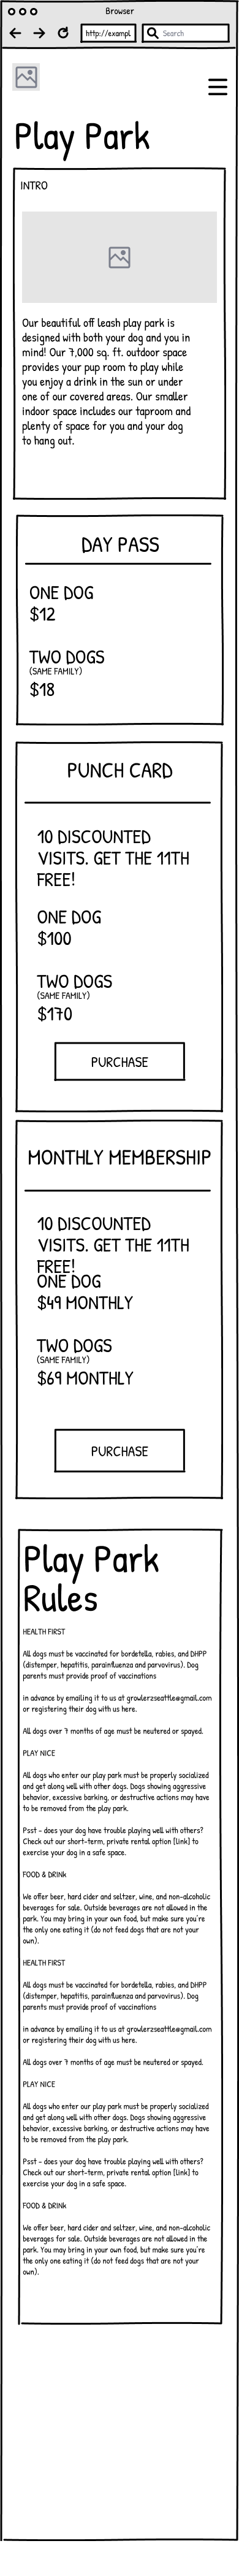 Browser
http://exampl
Search
Play Park
INTRO
Our beautiful off leash play park is
designed with both your dog and you in
mind! Our 7,000 sq. ft. outdoor space
provides your pup room to play while
you enjoy a drink in the sun or under
one of our covered areas. Our smaller
indoor space includes our taproom and
plenty of space for you and your dog
to hang out.
DAY PASS
ONE DOG
$12
TWO DOGS
(SAME FAMILY)
$18
PUNCH CARD
10 DISCOUNTED
VISITS. GET THE 11TH
FREE!
ONE DOG
$100
TWO DOGS
(SAME FAMILY)
$170
PURCHASE
MONTHLY MEMBERSHIP
10 DISCOUNTED
VISITS. GET THE 11TH
FREE!
ONE DOG
$49 MONTHLY
TWO DOGS
(SAME FAMILY)
$69 MONTHLY
PURCHASE
Play Park
Rules
HEALTH FIRST
All dogs must be vaccinated for bordetella, rabies, and DHPP
(distemper, hepatitis, parainfluenza and parvovirus). Dog
parents must provide proof of vaccinations
in advance by emailing it to us at growlerzseattle@gmail.com
or registering their dog with us here.
All dogs over 7 months of age must be neutered or spayed.
PLAY NICE
All dogs who enter our play park must be properly socialized
and get along well with other dogs. Dogs showing aggressive
behavior, excessive barking, or destructive actions may have
to be removed from the play park.
Psst - does your dog have trouble playing well with others?
Check out our short-term, private rental option [link] to
exercise your dog in a safe space.
FOOD & DRINK
We offer beer, hard cider and seltzer, wine, and non-alcoholic
beverages for sale. Outside beverages are not allowed in the
park. You may bring in your own food, but make sure you're
the only one eating it (do not feed dogs that are not your
own).
HEALTH FIRST
All dogs must be vaccinated for bordetella, rabies, and DHPP
(distemper, hepatitis, parainfluenza and parvovirus). Dog
parents must provide proof of vaccinations
in advance by emailing it to us at growlerzseattle@gmail.com
or registering their dog with us here.
All dogs over 7 months of age must be neutered or spayed.
PLAY NICE
All dogs who enter our play park must be properly socialized
and get along well with other dogs. Dogs showing aggressive
behavior, excessive barking, or destructive actions may have
to be removed from the play park.
Psst - does your dog have trouble playing well with others?
Check out our short-term, private rental option [link] to
exercise your dog in a safe space.
FOOD & DRINK
We offer beer, hard cider and seltzer, wine, and non-alcoholic
beverages for sale. Outside beverages are not allowed in the
park. You may bring in your own food, but make sure you're
the only one eating it (do not feed dogs that are not your
own).